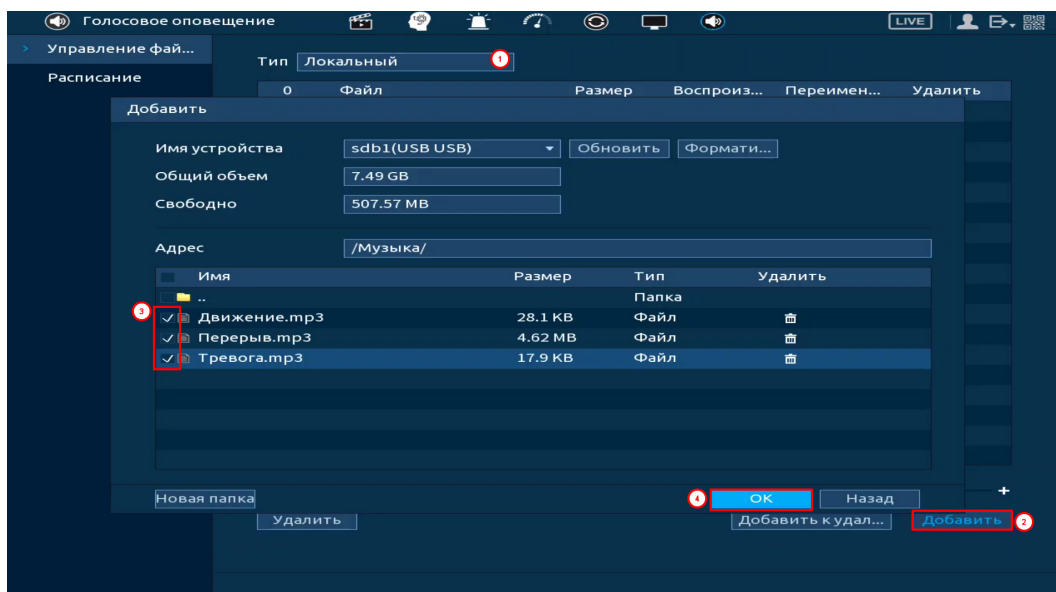 Голосовое оповещение
LIVE
Управление фай...
Расписание
Тип Локальный 1
0 Файл Размер Воспроиз... Переимен... Удалить
Добавить
Имя устройства sdb1(USB USB) Обновить Формати...
Общий объем 7.49 GB
Свободно 507.57 MB
Адрес /Музыка/
Имя Размер Тип Удалить
.. Папка
3
Движение.mp3 28.1 KB Файл
Перерыв.mp3 4.62 MB Файл
Тревога.mp3 17.9 KB Файл
Новая папка 4 OK Назад +
Удалить Добавить к удал... Добавить 2